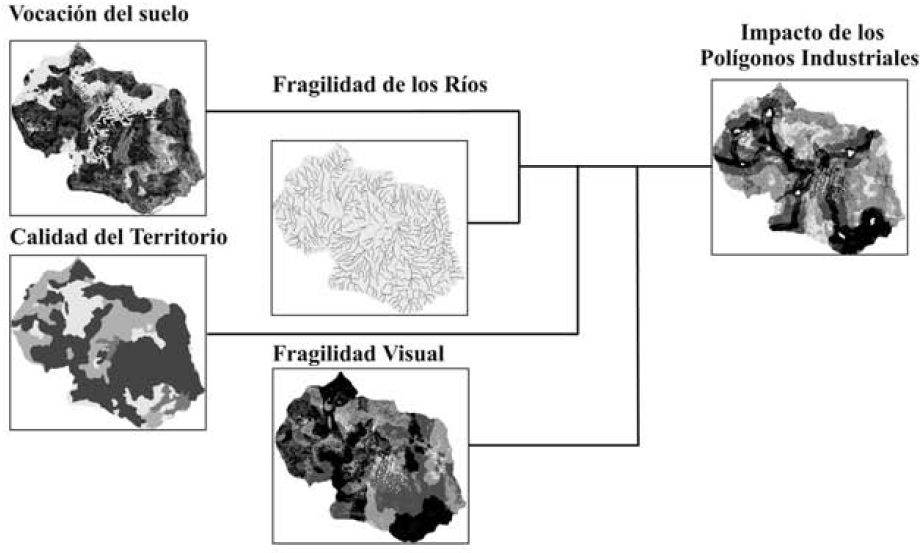 Vocación del suelo
Fragilidad de los Ríos
Impacto de los
Polígonos Industriales
Calidad del Territorio
Fragilidad Visual